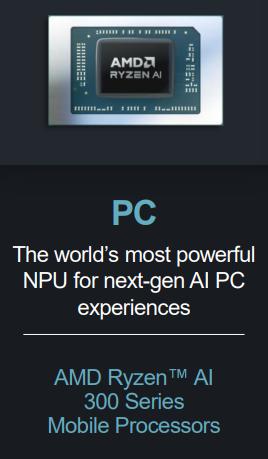 AMD
RYZEN AI
PC
The world's most powerful
NPU for next-gen AI PC
experiences
AMD Ryzen™ AI
300 Series
Mobile Processors